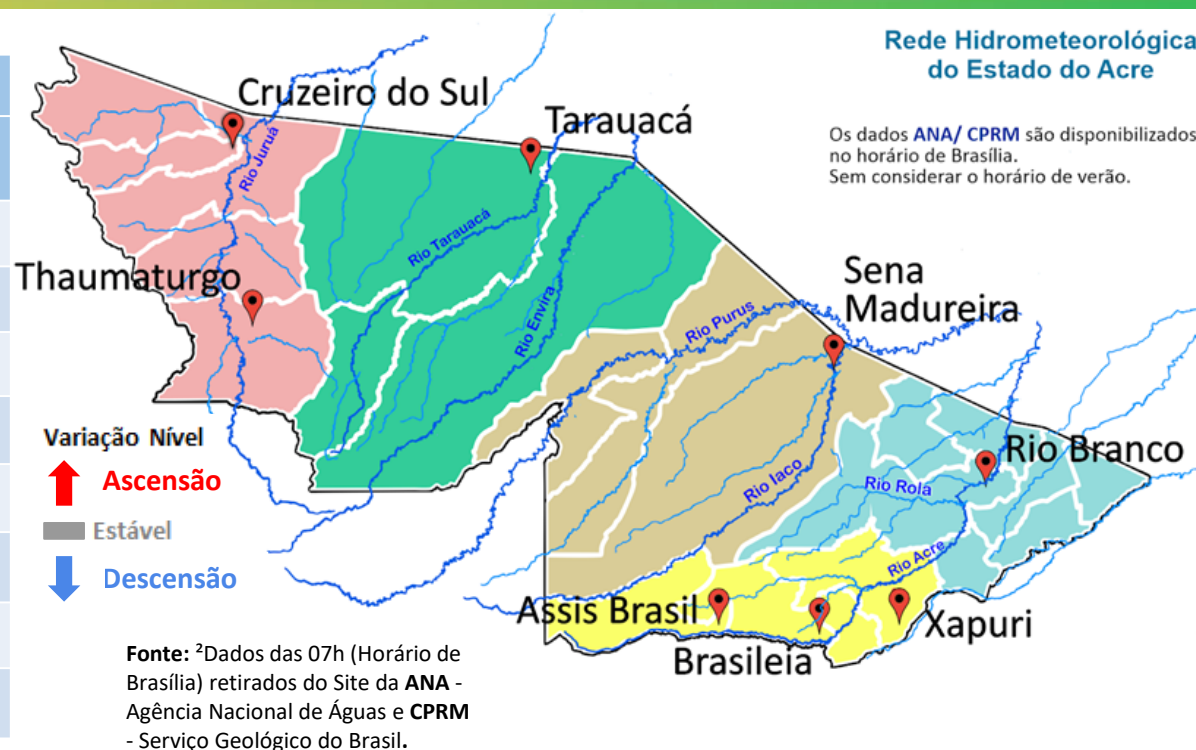 Rede Hidrometeorológica
do Estado do Acre
Os dados ANA/ CPRM são disponibilizados
no horário de Brasília.
Sem considerar o horário de verão.
Cruzeiro do Sul
Tarauacá
Rio Juruá
Rio Tarauacá
Thaumaturgo
Rio Envira
Sena
Madureira
Rio Purus
Variação Nível
Ascensão
Estável
Descensão
Rio Branco
Rio Iaco
Rio Rola
Rio Acre
Assis Brasil
Brasileia
Xapuri
Fonte: ²Dados das 07h (Horário de
Brasília) retirados do Site da ANA -
Agência Nacional de Águas e CPRM
- Serviço Geológico do Brasil.